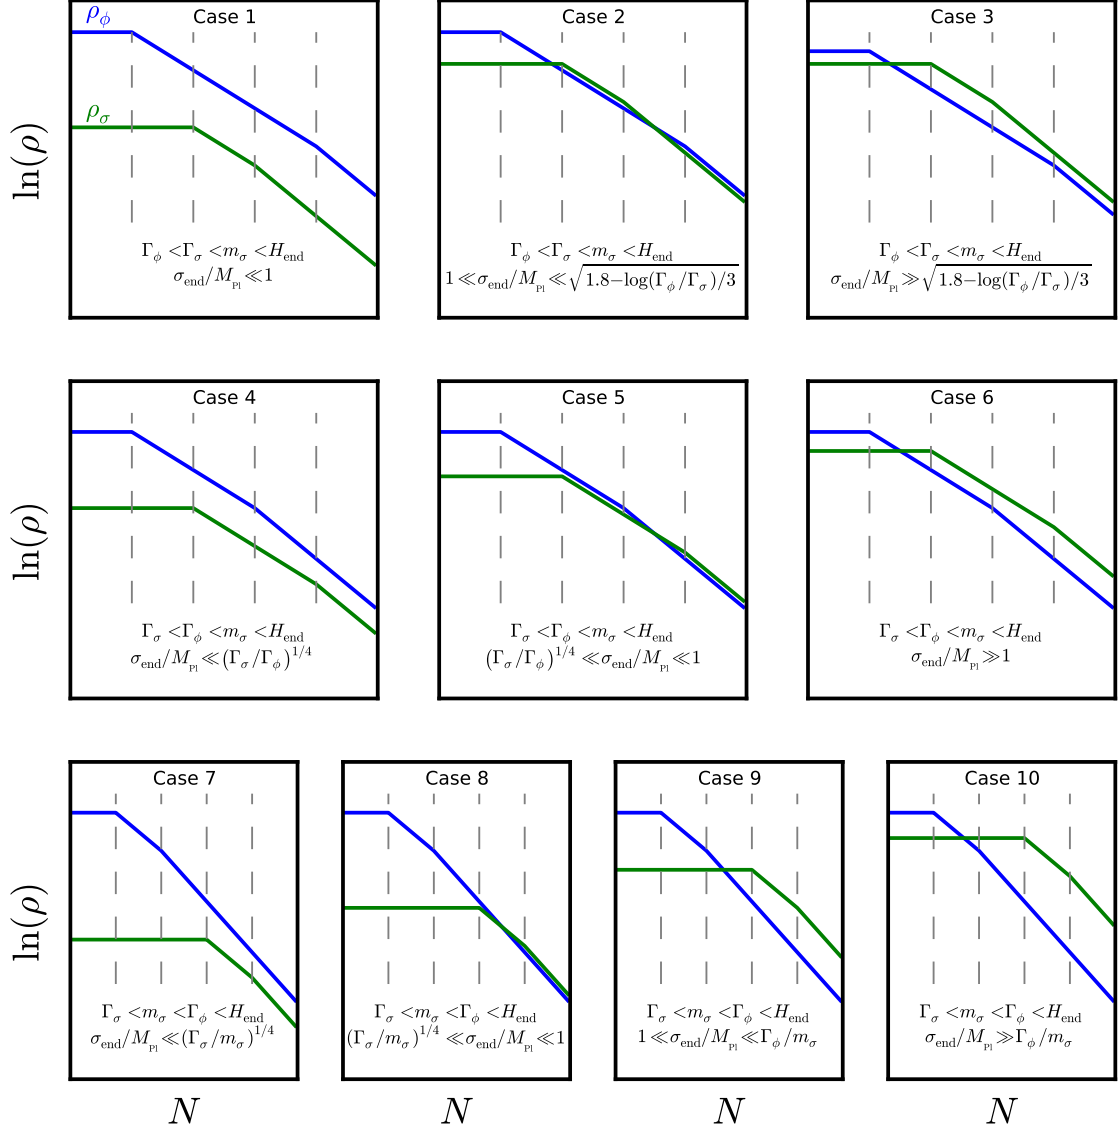 Case 1
ρ_ϕ
ρ_σ
ln(ρ)
Γ_ϕ <Γ_σ <m_σ <H_end
σ_end/M_Pl ≪1
Case 2
Γ_ϕ <Γ_σ <m_σ <H_end
1≪σ_end/M_Pl ≪√(1.8−log(Γ_ϕ/Γ_σ)/3)
Case 3
Γ_ϕ <Γ_σ <m_σ <H_end
σ_end/M_Pl ≫√(1.8−log(Γ_ϕ/Γ_σ)/3)
Case 4
ln(ρ)
Γ_σ <Γ_ϕ <m_σ <H_end
σ_end/M_Pl ≪(Γ_σ/Γ_ϕ)^1/4
Case 5
Γ_σ <Γ_ϕ <m_σ <H_end
(Γ_σ/Γ_ϕ)^1/4 ≪σ_end/M_Pl ≪1
Case 6
Γ_σ <Γ_ϕ <m_σ <H_end
σ_end/M_Pl ≫1
Case 7
ln(ρ)
Γ_σ <m_σ <Γ_ϕ <H_end
σ_end/M_Pl ≪(Γ_σ/m_σ)^1/4
N
Case 8
Γ_σ <m_σ <Γ_ϕ <H_end
(Γ_σ/m_σ)^1/4 ≪σ_end/M_Pl ≪1
N
Case 9
Γ_σ <m_σ <Γ_ϕ <H_end
1≪σ_end/M_Pl ≪Γ_ϕ/m_σ
N
Case 10
Γ_σ <m_σ <Γ_ϕ <H_end
σ_end/M_Pl ≫Γ_ϕ/m_σ
N